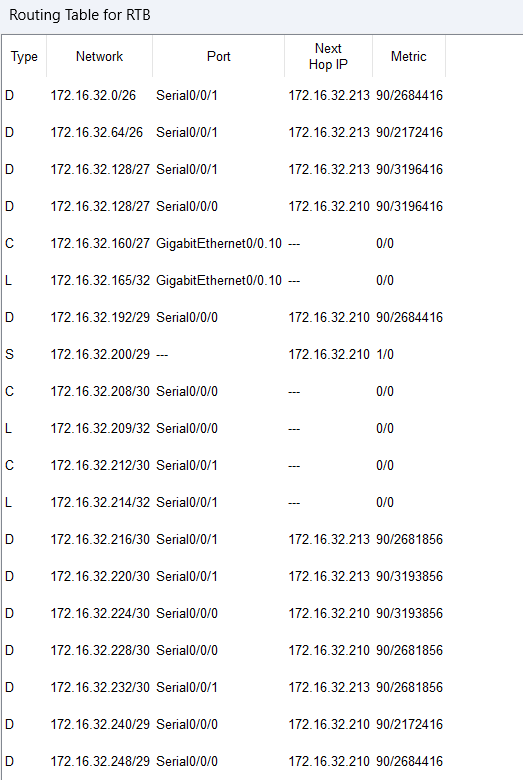 Routing Table for RTB
Type Network Port Next Hop IP Metric
D 172.16.32.0/26 Serial0/0/1 172.16.32.213 90/2684416
D 172.16.32.64/26 Serial0/0/1 172.16.32.213 90/2172416
D 172.16.32.128/27 Serial0/0/1 172.16.32.213 90/3196416
D 172.16.32.128/27 Serial0/0/0 172.16.32.210 90/3196416
C 172.16.32.160/27 GigabitEthernet0/0.10 --- 0/0
L 172.16.32.165/32 GigabitEthernet0/0.10 --- 0/0
D 172.16.32.192/29 Serial0/0/0 172.16.32.210 90/2684416
S 172.16.32.200/29 --- 172.16.32.210 1/0
C 172.16.32.208/30 Serial0/0/0 --- 0/0
L 172.16.32.209/32 Serial0/0/0 --- 0/0
C 172.16.32.212/30 Serial0/0/1 --- 0/0
L 172.16.32.214/32 Serial0/0/1 --- 0/0
D 172.16.32.216/30 Serial0/0/1 172.16.32.213 90/2681856
D 172.16.32.220/30 Serial0/0/1 172.16.32.213 90/3193856
D 172.16.32.224/30 Serial0/0/0 172.16.32.210 90/3193856
D 172.16.32.228/30 Serial0/0/0 172.16.32.210 90/2681856
D 172.16.32.232/30 Serial0/0/1 172.16.32.213 90/2681856
D 172.16.32.240/29 Serial0/0/0 172.16.32.210 90/2172416
D 172.16.32.248/29 Serial0/0/0 172.16.32.210 90/2684416